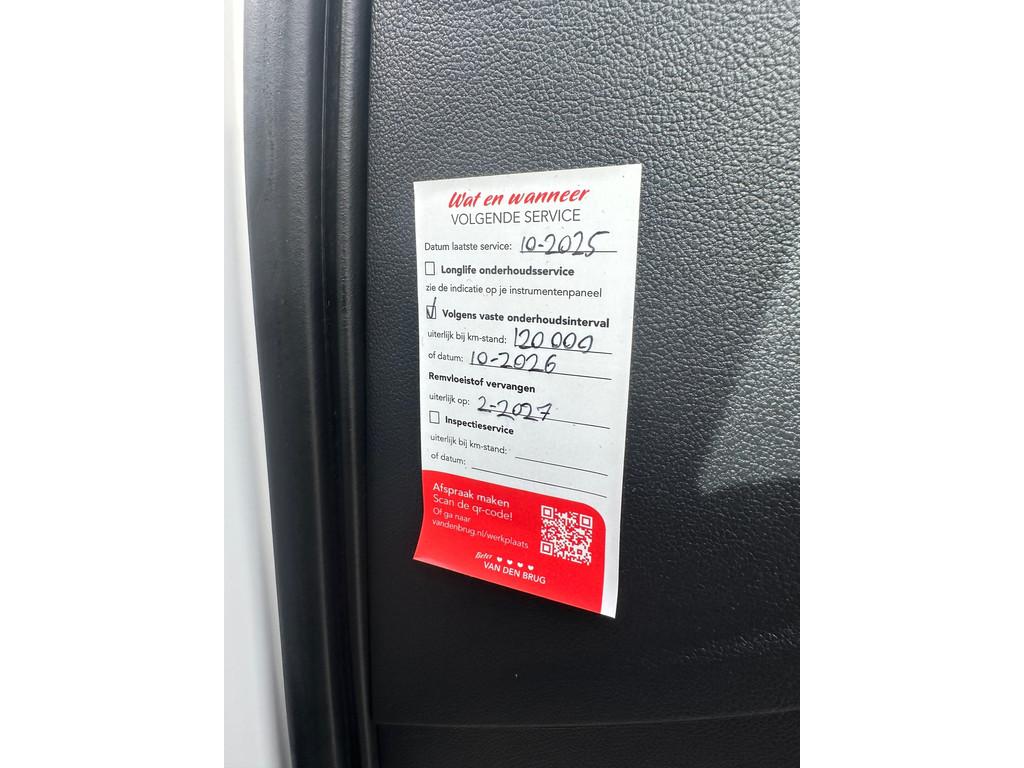 Wat en wanneer
VOLGENDE SERVICE
Datum laatste service: 10-2025
Longlife onderhoudsservice
zie de indicatie op je instrumentenpaneel
Volgens vaste onderhoudsinterval
uiterlijk bij km-stand: 120 000
of datum: 10-2026
Remvloeistof vervangen
uiterlijk op: 2-2027
Inspectieservice
uiterlijk bij km-stand:
of datum:
Afspraak maken
Scan de qr-code!
Of ga naar
vandenbrug.nl/werkplaats
Beter
VAN DEN BRUG